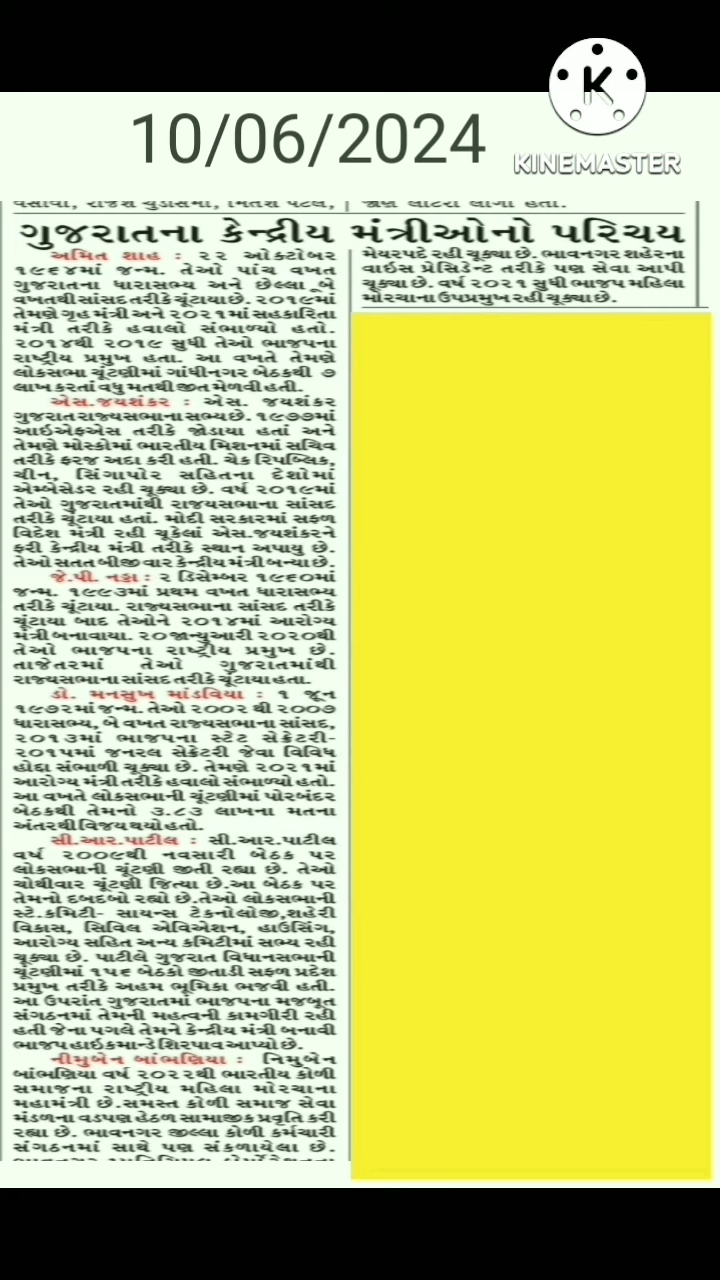 10/06/2024
KINEMASTER
વસાવા, રાજેશ ચુડાસમા, મિતેશ પટેલ,
જાણે લોટરી લાગી હતી.
ગુજરાતના કેન્દ્રીય મંત્રીઓનો પરિચય
અમિત શાહ : ૨૨ ઓક્ટોબર
૧૯૬૪માં જન્મ. તેઓ પાંચ વખત
ગુજરાતના ધારાસભ્ય અને છેલ્લા બે
વખતથી સાંસદ તરીકે ચૂંટાયા છે. ૨૦૧૯માં
તેમણે ગૃહ મંત્રી અને ૨૦૨૧માં સહકારિતા
મંત્રી તરીકે હવાલો સંભાળ્યો હતો.
૨૦૧૪થી ૨૦૧૯ સુધી તેઓ ભાજપના
રાષ્ટ્રીય પ્રમુખ હતા. આ વખતે તેમણે
લોકસભા ચૂંટણીમાં ગાંધીનગર બેઠકથી ૭
લાખ કરતાં વધુ મતથી જીત મેળવી હતી.
એસ.જયશંકર : એસ. જયશંકર
ગુજરાત રાજ્યસભાના સભ્ય છે. ૧૯૭૭માં
આઇએફએસ તરીકે જોડાયા હતાં અને
તેમણે મોસ્કોમાં ભારતીય મિશનમાં સચિવ
તરીકે ફરજ અદા કરી હતી. ચેક રિપબ્લિક,
ચીન, સિંગાપોર સહિતના દેશોમાં
એમ્બેસેડર રહી ચૂક્યા છે. વર્ષ ૨૦૧૯માં
તેઓ ગુજરાતમાંથી રાજ્યસભાના સાંસદ
તરીકે ચૂંટાયા હતાં. મોદી સરકારમાં સફળ
વિદેશ મંત્રી રહી ચૂકેલાં એસ.જયશંકરને
ફરી કેન્દ્રીય મંત્રી તરીકે સ્થાન અપાયુ છે.
તેઓ સતત બીજીવાર કેન્દ્રીય મંત્રી બન્યા છે.
જે.પી. નડ્ડા : ૨ ડિસેમ્બર ૧૯૬૦માં
જન્મ. ૧૯૯૩માં પ્રથમ વખત ધારાસભ્ય
તરીકે ચૂંટાયા. રાજ્યસભાના સાંસદ તરીકે
ચૂંટાયા બાદ તેઓને ૨૦૧૪માં આરોગ્ય
મંત્રી બનાવાયા. ૨૦ જાન્યુઆરી ૨૦૨૦થી
તેઓ ભાજપના રાષ્ટ્રીય પ્રમુખ છે.
તાજેતરમાં તેઓ ગુજરાતમાંથી
રાજ્યસભાના સાંસદ તરીકે ચૂંટાયા હતા.
ડો. મનસુખ માંડવિયા : ૧ જૂન
૧૯૭૨માં જન્મ. તેઓ ૨૦૦૨ થી ૨૦૦૭
ધારાસભ્ય, બે વખત રાજ્યસભાના સાંસદ,
૨૦૧૩માં ભાજપના સ્ટેટ સેક્રેટરી-
૨૦૧૫માં જનરલ સેક્રેટરી જેવા વિવિધ
હોદ્દા સંભાળી ચૂક્યા છે. તેમણે ૨૦૨૧માં
આરોગ્ય મંત્રી તરીકે હવાલો સંભાળ્યો હતો.
આ વખતે લોકસભાની ચૂંટણીમાં પોરબંદર
બેઠકથી તેમનો ૩.૮૩ લાખના મતના
અંતરથી વિજય થયો હતો.
સી.આર.પાટીલ : સી.આર.પાટીલ
વર્ષ ૨૦૦૯થી નવસારી બેઠક પર
લોકસભાની ચૂંટણી જીતી રહ્યા છે. તેઓ
ચોથીવાર ચૂંટણી જિત્યા છે.આ બેઠક પર
તેમનો દબદબો રહ્યો છે.તેઓ લોકસભાની
સ્ટે.કમિટી- સાયન્સ ટેકનોલોજી,શહેરી
વિકાસ, સિવિલ એવિએશન, હાઉસિંગ,
આરોગ્ય સહિત અન્ય કમિટીમાં સભ્ય રહી
ચૂક્યા છે. પાટીલે ગુજરાત વિધાનસભાની
ચૂંટણીમાં ૧૫૬ બેઠકો જીતાડી સફળ પ્રદેશ
પ્રમુખ તરીકે અહમ ભૂમિકા ભજવી હતી.
આ ઉપરાંત ગુજરાતમાં ભાજપના મજબૂત
સંગઠનમાં તેમની મહત્વની કામગીરી રહી
હતી જેના પગલે તેમને કેન્દ્રીય મંત્રી બનાવી
ભાજપ હાઇકમાન્ડે શિરપાવ આપ્યો છે.
નીમુબેન બાંભણિયા : નિમુબેન
બાંભણિયા વર્ષ ૨૦૨૨થી ભારતીય કોળી
સમાજના રાષ્ટ્રીય મહિલા મોરચાના
મહામંત્રી છે.સમસ્ત કોળી સમાજ સેવા
મંડળના વડપણ હેઠળ સામાજીક પ્રવૃતિ કરી
રહ્યા છે. ભાવનગર જીલ્લા કોળી કર્મચારી
સંગઠનમાં સાથે પણ સંકળાયેલા છે.
મેયરપદે રહી ચૂક્યા છે. ભાવનગર શહેરના
વાઇસ પ્રેસિડેન્ટ તરીકે પણ સેવા આપી
ચૂક્યા છે. વર્ષ ૨૦૨૧ સુધી ભાજપ મહિલા
મોરચાના ઉપપ્રમુખ રહી ચૂક્યા છે.